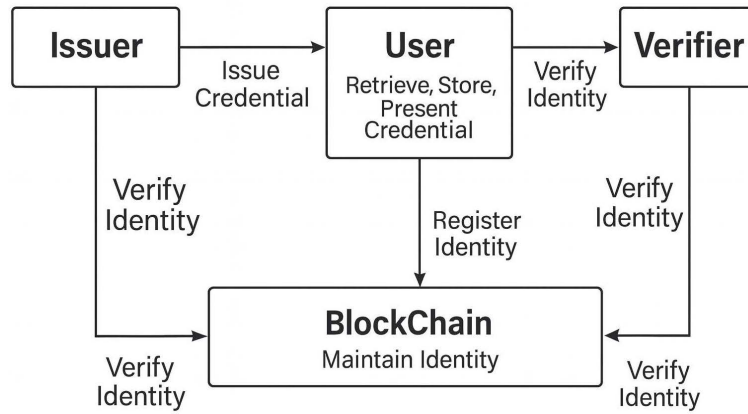 Issuer
Issue
Credential
User
Retrieve, Store,
Present
Credential
Verify
Identity
Verifier
Verify
Identity
Register
Identity
Verify
Identity
BlockChain
Maintain Identity
Verify
Identity
Verify
Identity